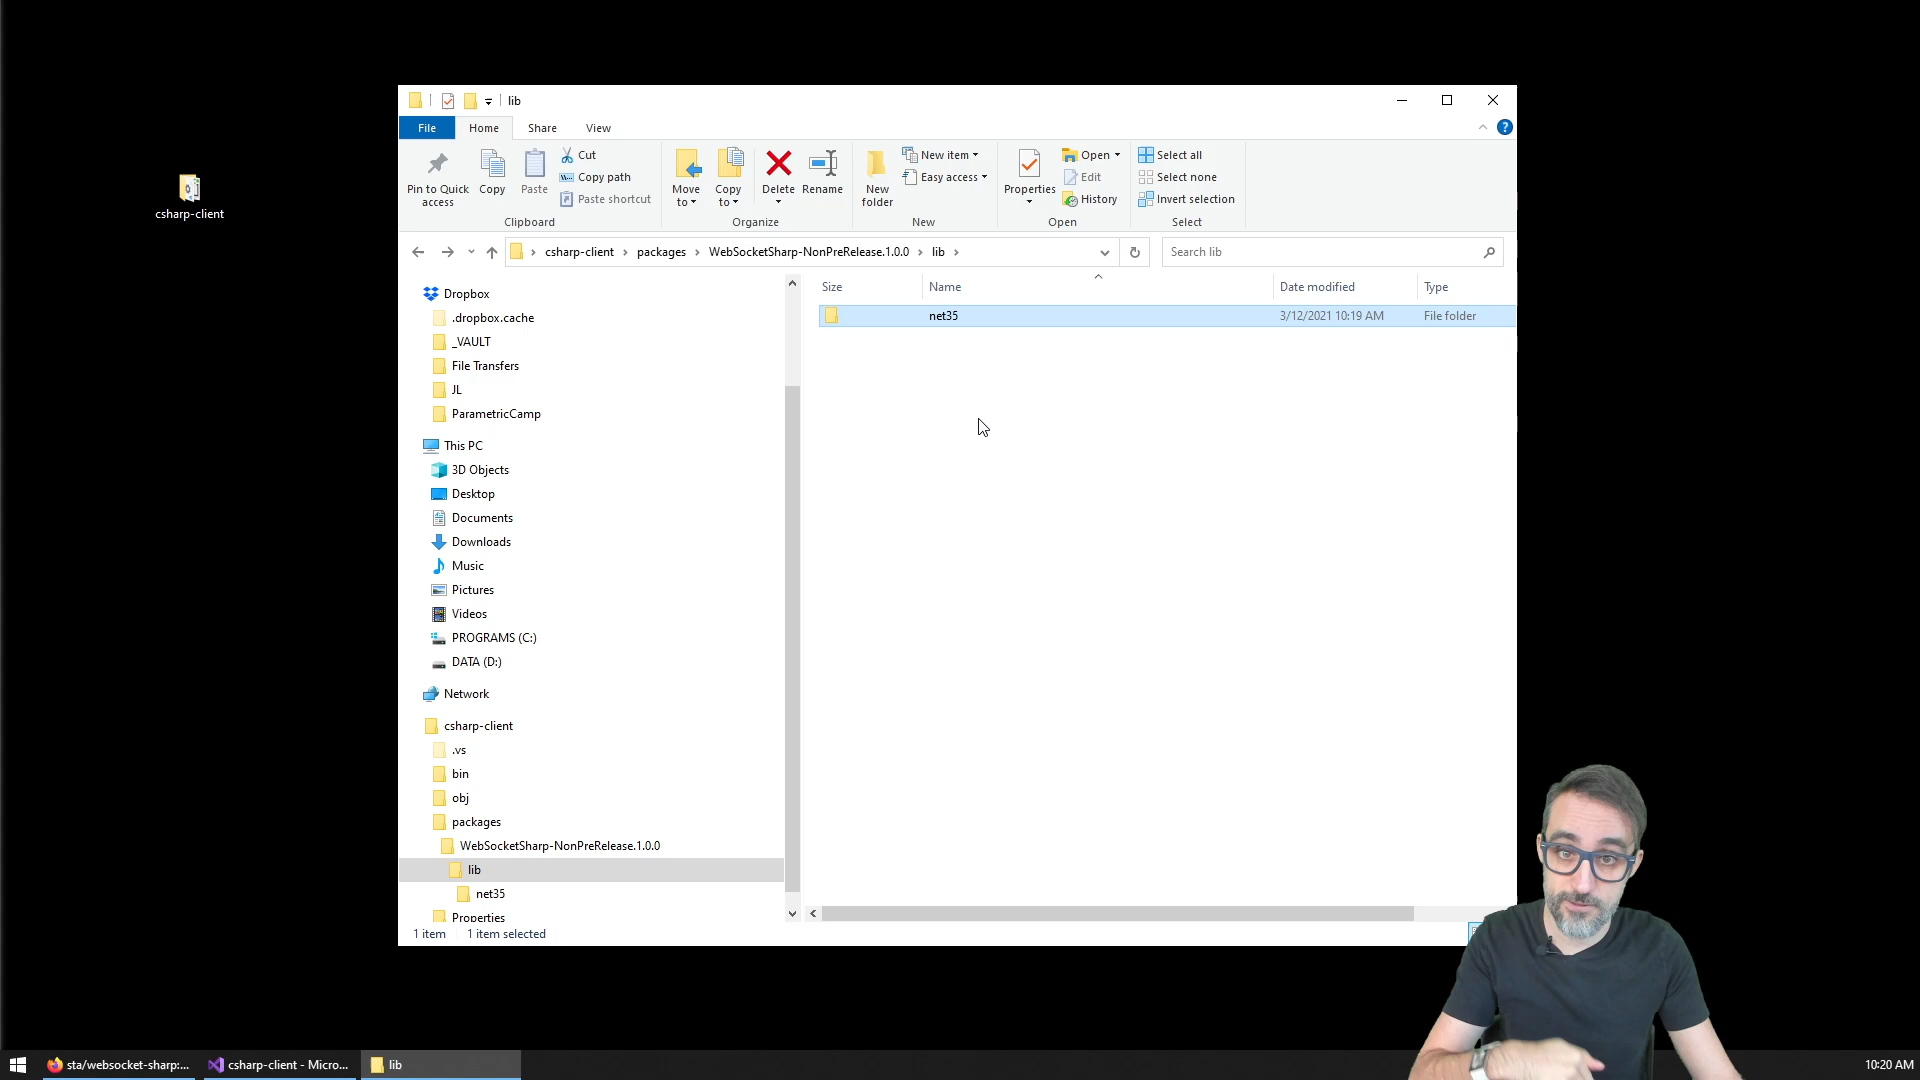 lib
File
Home
Share
View
Pin to Quick access
Copy
Paste
Cut
Copy path
Paste shortcut
Clipboard
Move to
Copy to
Delete
Rename
Organize
New folder
New item
Easy access
New
Properties
Open
Edit
History
Open
Select all
Select none
Invert selection
Select
csharp-client
csharp-client
packages
WebSocketSharp-NonPreRelease.1.0.0
lib
Search lib
Size
Name
Date modified
Type
net35
3/12/2021 10:19 AM
File folder
Dropbox
.dropbox.cache
_VAULT
File Transfers
JL
ParametricCamp
This PC
3D Objects
Desktop
Documents
Downloads
Music
Pictures
Videos
PROGRAMS (C:)
DATA (D:)
Network
csharp-client
.vs
bin
obj
packages
WebSocketSharp-NonPreRelease.1.0.0
lib
net35
Properties
1 item
1 item selected
sta/websocket-sharp:...
csharp-client - Micro...
lib
10:20 AM